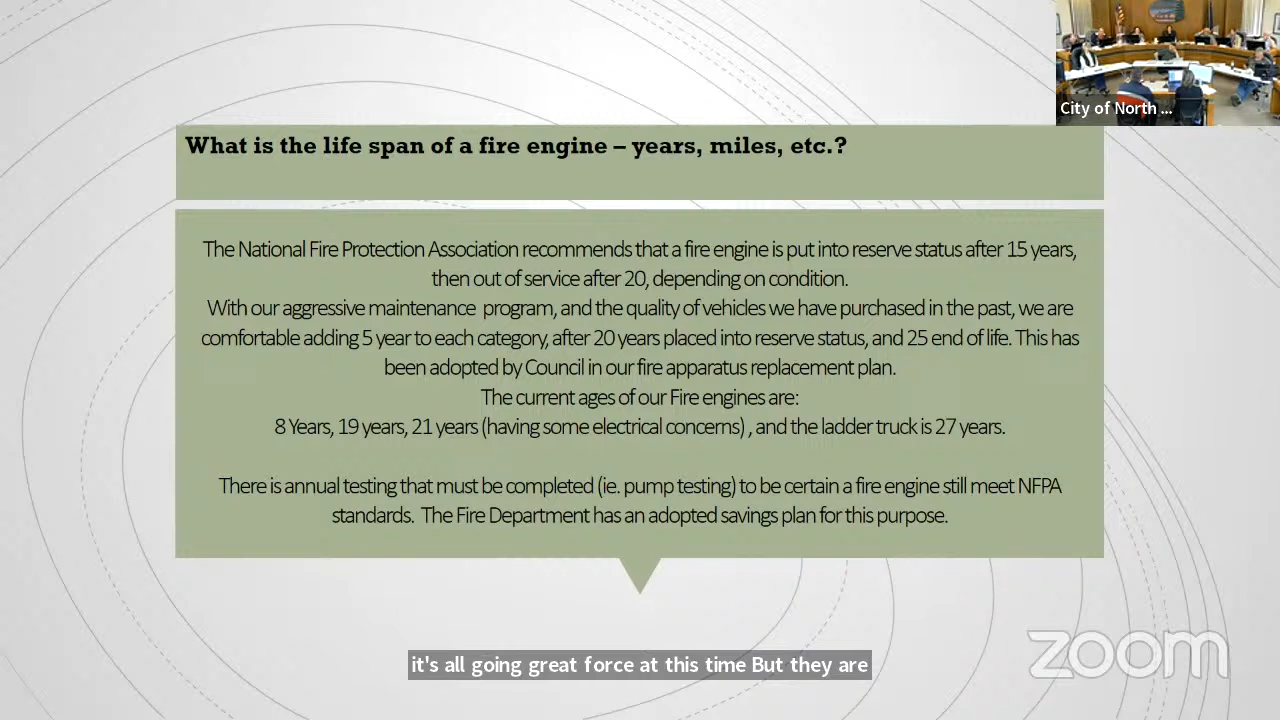 City of North ...
What is the life span of a fire engine – years, miles, etc.?
The National Fire Protection Association recommends that a fire engine is put into reserve status after 15 years,
then out of service after 20, depending on condition.
With our aggressive maintenance  program, and the quality of vehicles we have purchased in the past, we are
comfortable adding 5 year to each category, after 20 years placed into reserve status, and 25 end of life. This has
been adopted by Council in our fire apparatus replacement plan.
The current ages of our Fire engines are:
8 Years, 19 years, 21 years (having some electrical concerns) , and the ladder truck is 27 years.
There is annual testing that must be completed (ie. pump testing) to be certain a fire engine still meet NFPA
standards.  The Fire Department has an adopted savings plan for this purpose.
it's all going great force at this time But they are
zoom